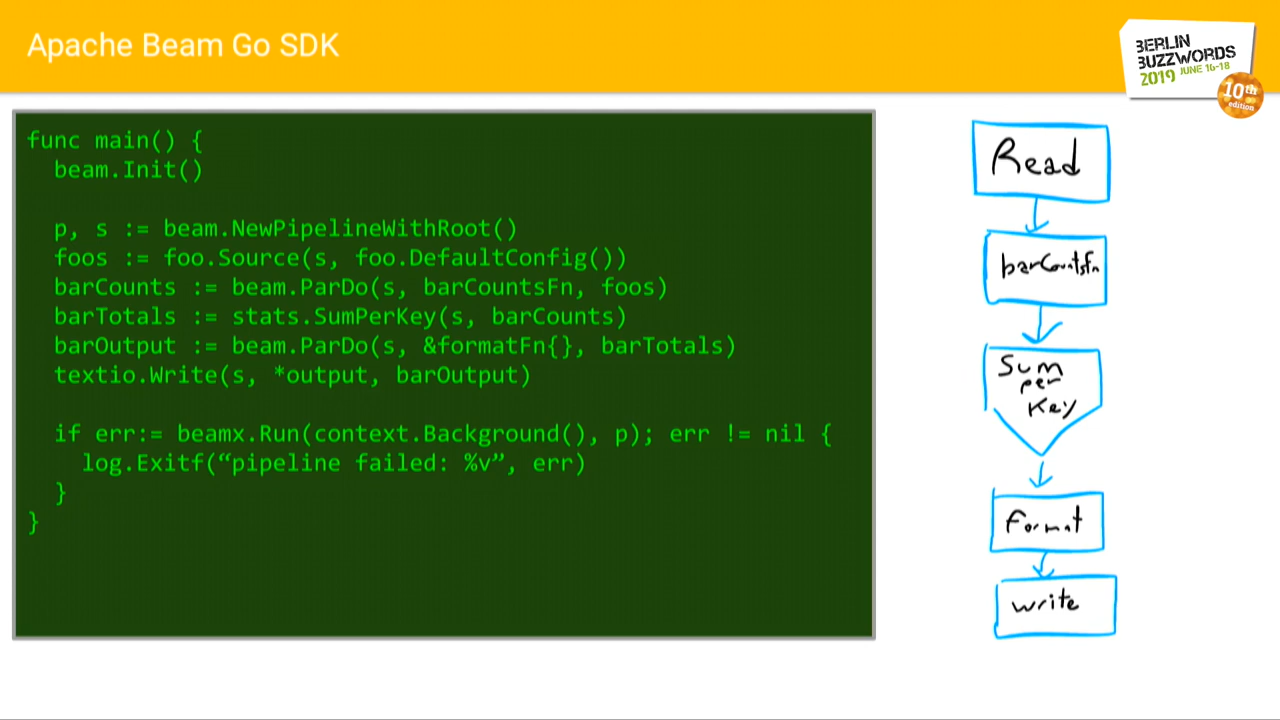 Apache Beam Go SDK
BERLIN
BUZZWORDS
2019 JUNE 16-18
10th
edition
func main() {
  beam.Init()
  p, s := beam.NewPipelineWithRoot()
  foos := foo.Source(s, foo.DefaultConfig())
  barCounts := beam.ParDo(s, barCountsFn, foos)
  barTotals := stats.SumPerKey(s, barCounts)
  barOutput := beam.ParDo(s, &formatFn{}, barTotals)
  textio.Write(s, *output, barOutput)
  if err:= beamx.Run(context.Background(), p); err != nil {
    log.Exitf(“pipeline failed: %v”, err)
  }
}
Read
barCountsfn
Sum
per
Key
Format
write